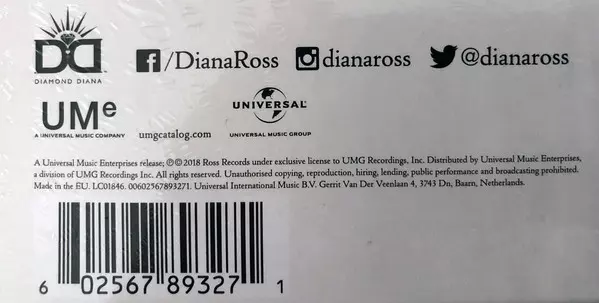 DD
DIAMOND DIANA
/DianaRoss dianaross @dianaross
UMe
A UNIVERSAL MUSIC COMPANY
umgcatalog.com
UNIVERSAL
UNIVERSAL MUSIC GROUP
A Universal Music Enterprises release; ℗© 2018 Ross Records under exclusive license to UMG Recordings, Inc. Distributed by Universal Music Enterprises,
a division of UMG Recordings Inc. All rights reserved. Unauthorised copying, reproduction, hiring, lending, public performance and broadcasting prohibited.
Made in the EU. LC01846. 00602567893271. Universal International Music B.V. Gerrit Van Der Veenlaan 4, 3743 Dn, Baarn, Netherlands.
6 02567 89327 1